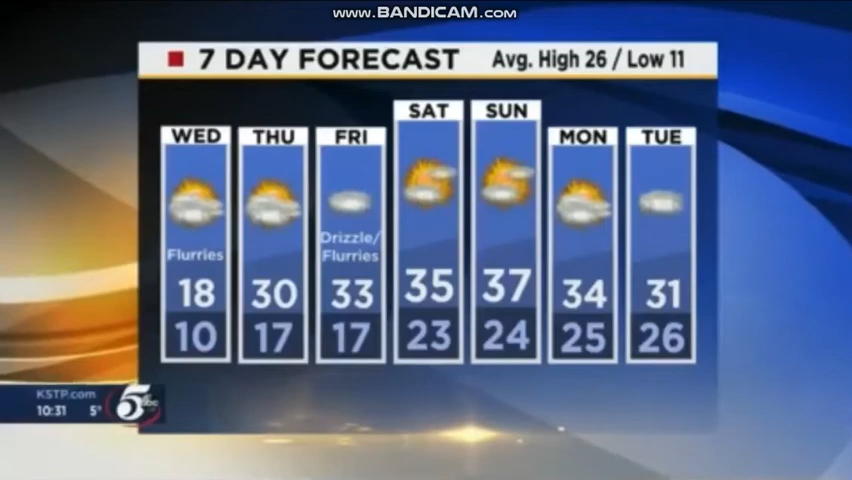 WWW.BANDICAM.COM
7 DAY FORECAST Avg. High 26 / Low 11
WED THU FRI SAT SUN MON TUE
Flurries
Drizzle/
Flurries
18 30 33 35 37 34 31
10 17 17 23 24 25 26
KSTP.com
10:31 5°
5 abc